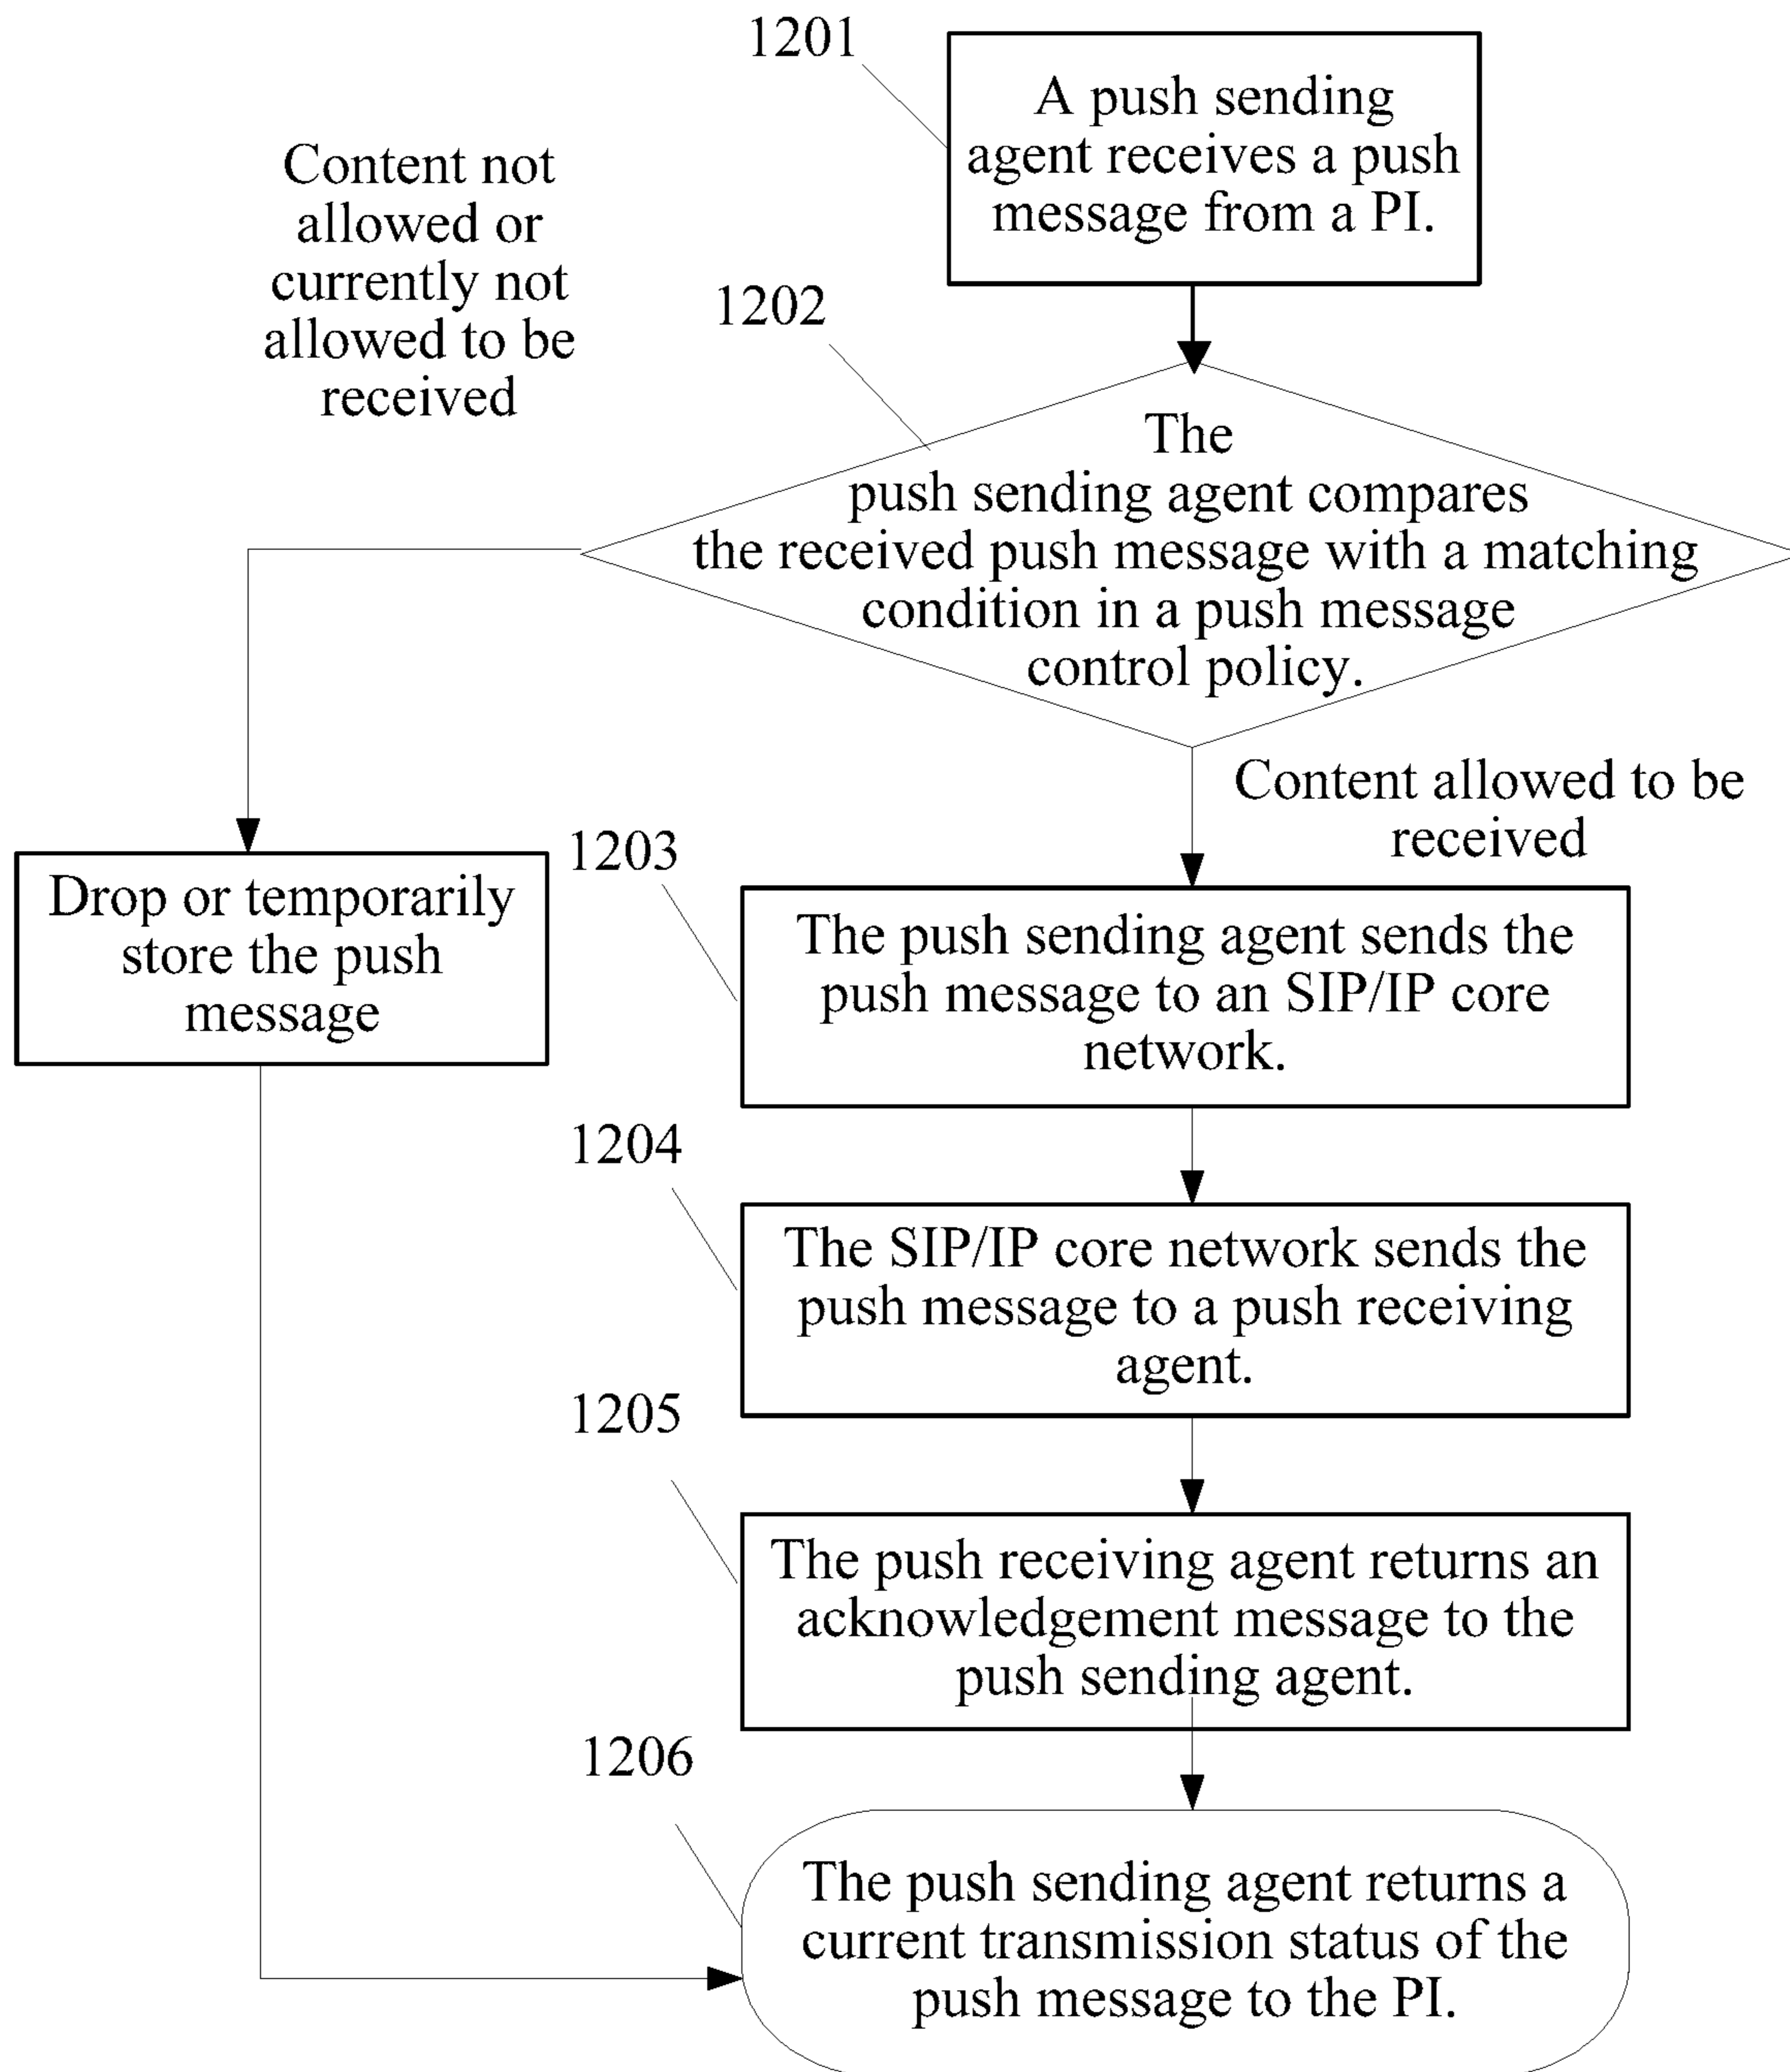 1201
A push sending
agent receives a push
message from a PI.
Content not
allowed or
currently not
allowed to be
received
1202
The
push sending agent compares
the received push message with a matching
condition in a push message
control policy.
Content allowed to be
received
Drop or temporarily
store the push
message
1203
The push sending agent sends the
push message to an SIP/IP core
network.
1204
The SIP/IP core network sends the
push message to a push receiving
agent.
1205
The push receiving agent returns an
acknowledgement message to the
push sending agent.
1206
The push sending agent returns a
current transmission status of the
push message to the PI.